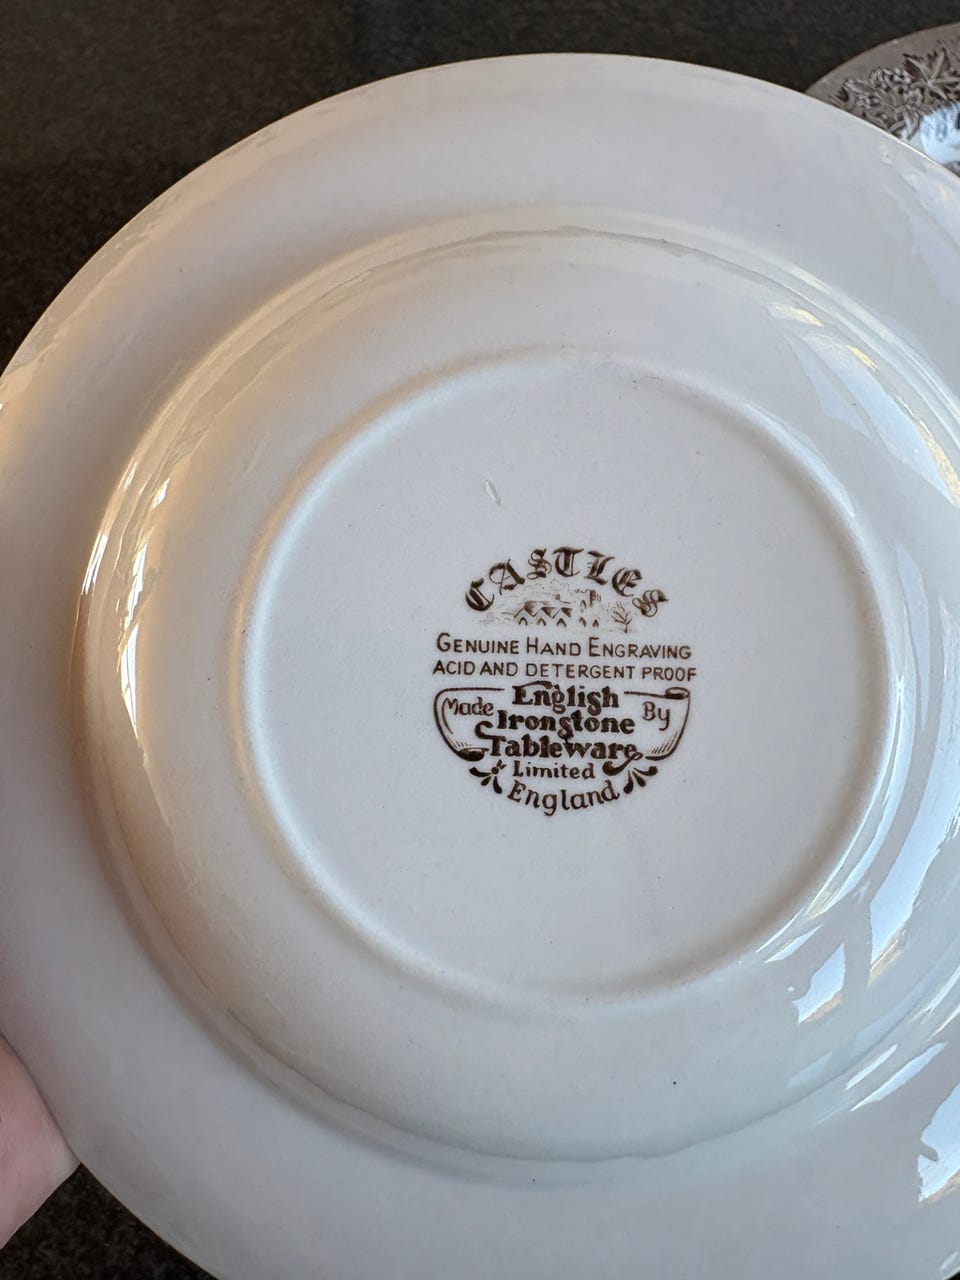 CASTLES
GENUINE HAND ENGRAVING
ACID AND DETERGENT PROOF
Made English By
Ironstone
Tableware
Limited
England